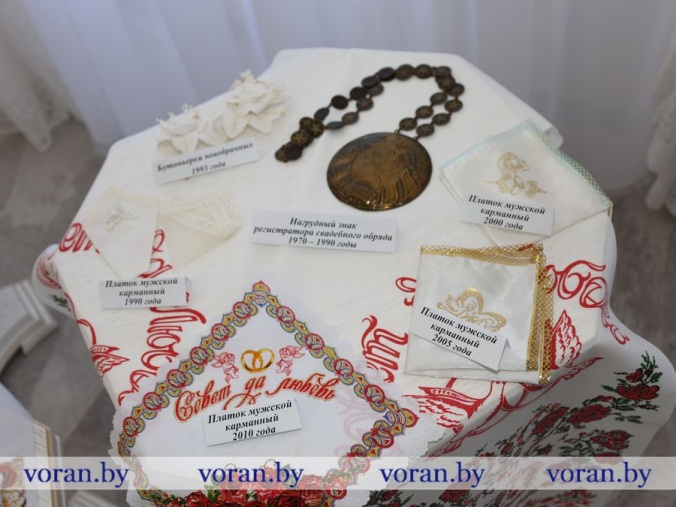 Бутоньерки новобрачных
1993 года
Нагрудный знак
регистратора свадебного обряда
1970 – 1990 годы
Платок мужской
карманный
2000 года
Платок мужской
карманный
1990 года
Платок мужской
карманный
2005 года
Совет да любовь
Платок мужской
карманный
2010 года
voran.by voran.by voran.by voran.by